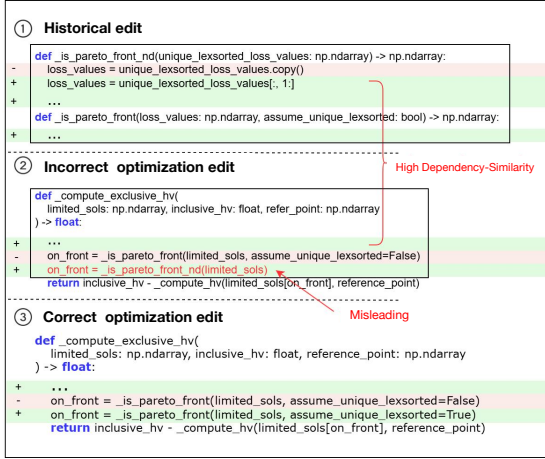 ① Historical edit
def _is_pareto_front_nd(unique_lexsorted_loss_values: np.ndarray) -> np.ndarray:
- loss_values = unique_lexsorted_loss_values.copy()
+ loss_values = unique_lexsorted_loss_values[:, 1:]
+ ...
def _is_pareto_front(loss_values: np.ndarray, assume_unique_lexsorted: bool) -> np.ndarray:
+ ...
② Incorrect optimization edit
High Dependency-Similarity
def _compute_exclusive_hv(
limited_sols: np.ndarray, inclusive_hv: float, refer_point: np.ndarray
) -> float:
+ ...
- on_front = _is_pareto_front(limited_sols, assume_unique_lexsorted=False)
+ on_front = _is_pareto_front_nd(limited_sols)
return inclusive_hv - _compute_hv(limited_sols[on_front], reference_point)
Misleading
③ Correct optimization edit
def _compute_exclusive_hv(
limited_sols: np.ndarray, inclusive_hv: float, reference_point: np.ndarray
) -> float:
+ ...
- on_front = _is_pareto_front(limited_sols, assume_unique_lexsorted=False)
+ on_front = _is_pareto_front(limited_sols, assume_unique_lexsorted=True)
return inclusive_hv - _compute_hv(limited_sols[on_front], reference_point)